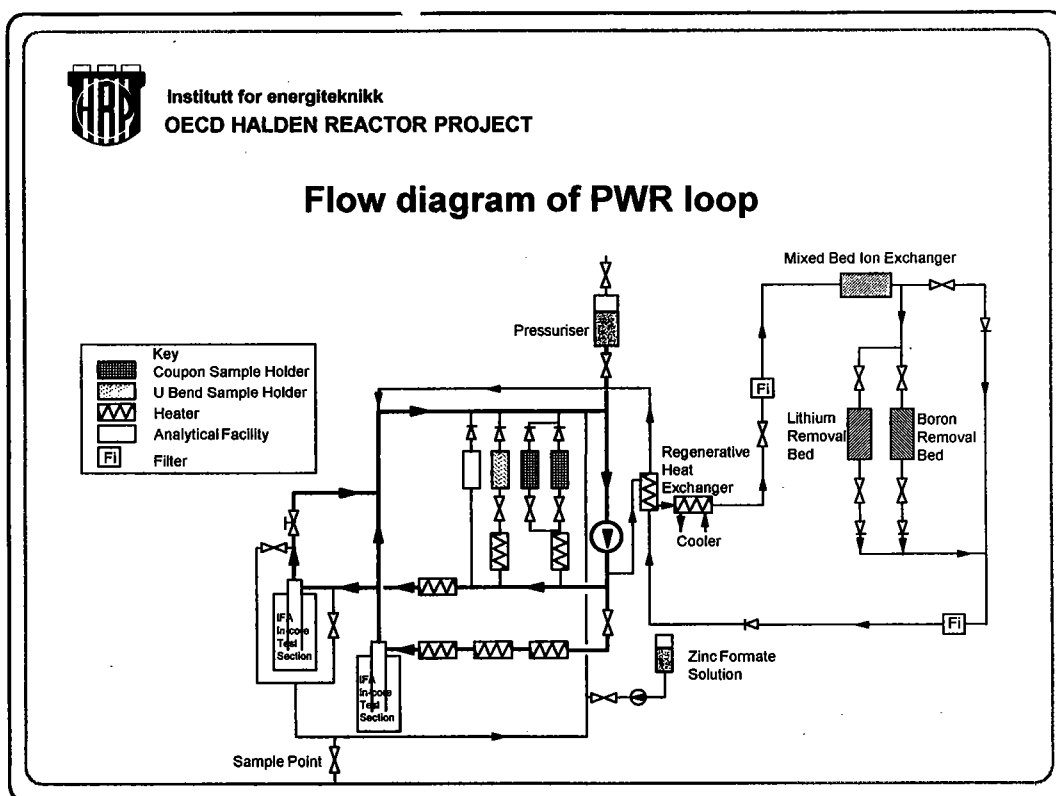 HRP
Institutt for energiteknikk
OECD HALDEN REACTOR PROJECT
Flow diagram of PWR loop
Mixed Bed Ion Exchanger
Pressuriser
Key
Coupon Sample Holder
U Bend Sample Holder
Heater
Analytical Facility
Fi
Filter
Fi
Lithium
Removal
Bed
Boron
Removal
Bed
Regenerative
Heat
Exchanger
Cooler
IFA
In-core
Test
Section
IFA
In-core
Test
Section
Fi
Zinc Formate
Solution
Sample Point